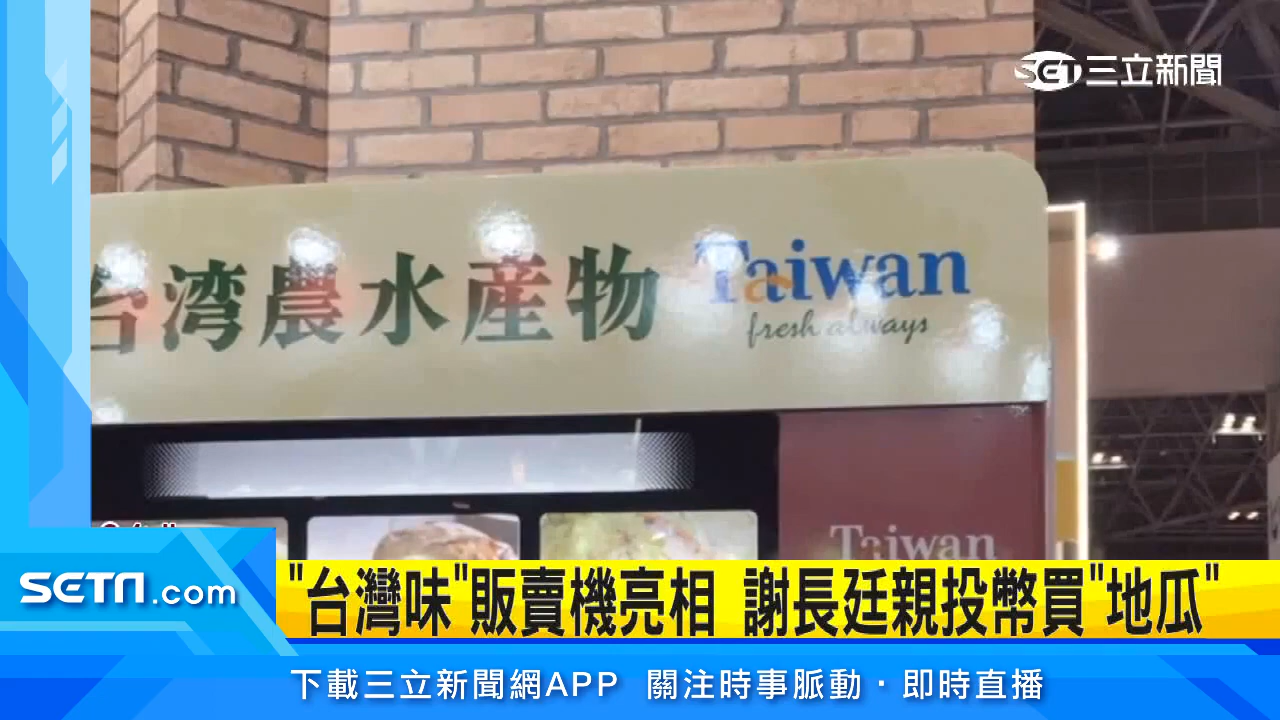 SET三立新聞
台湾農水産物 Taiwan
fresh always
Taiwan
SETN.com
"台灣味"販賣機亮相 謝長廷親投幣買"地瓜"
下載三立新聞網APP 關注時事脈動・即時直播